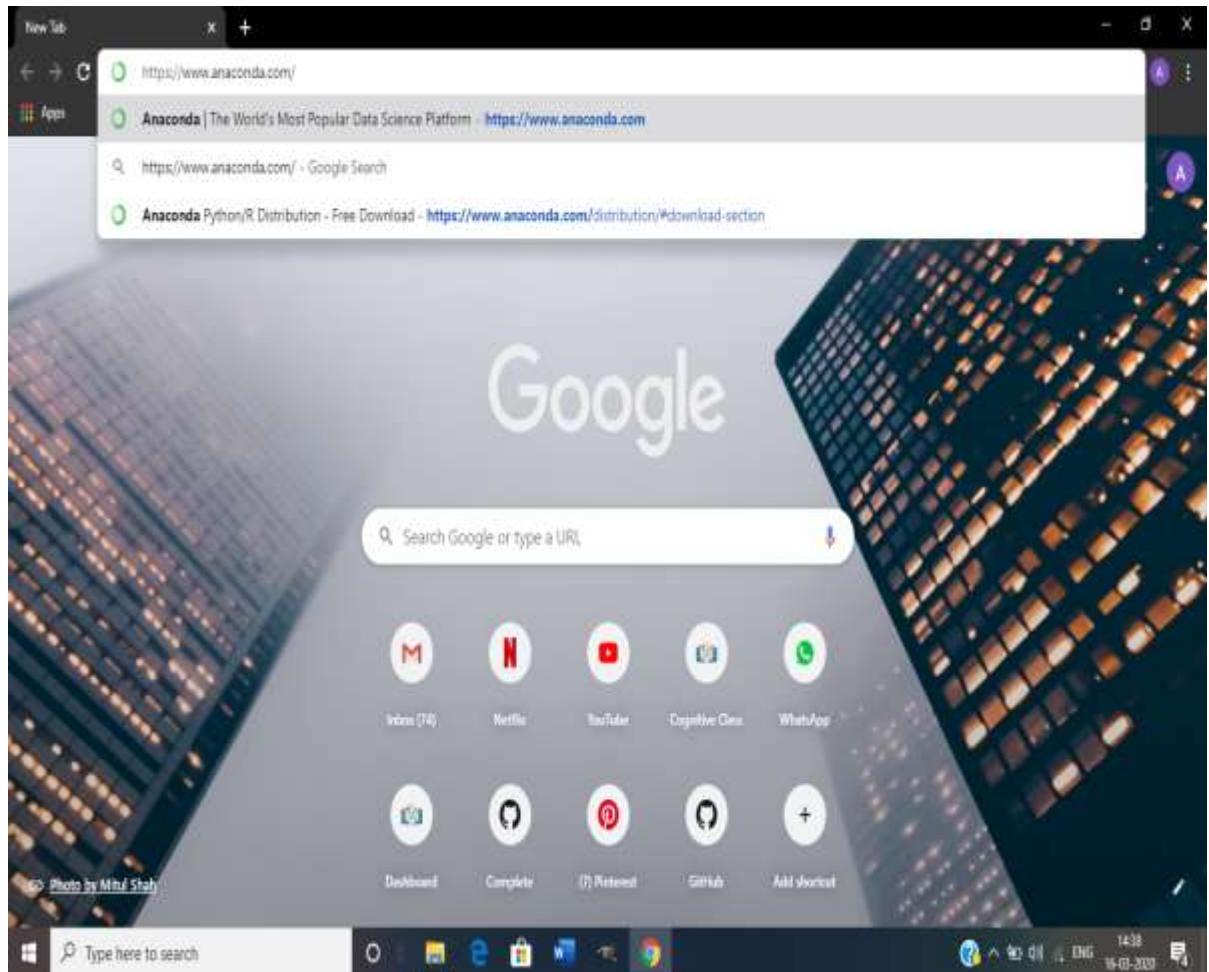 New Tab
https://www.anaconda.com/
Apps
Anaconda | The World's Most Popular Data Science Platform - https://www.anaconda.com
https://www.anaconda.com/ - Google Search
Anaconda Python/R Distribution - Free Download - https://www.anaconda.com/distribution/#download-section
A
A
Google
Search Google or type a URL
Inbox (74)
Netflix
YouTube
Cognitive Class
WhatsApp
Dashboard
Complete
(7) Pinterest
GitHub
Add shortcut
Photo by Mitul Shah
Type here to search
ENG
14:38
16-03-2020
4